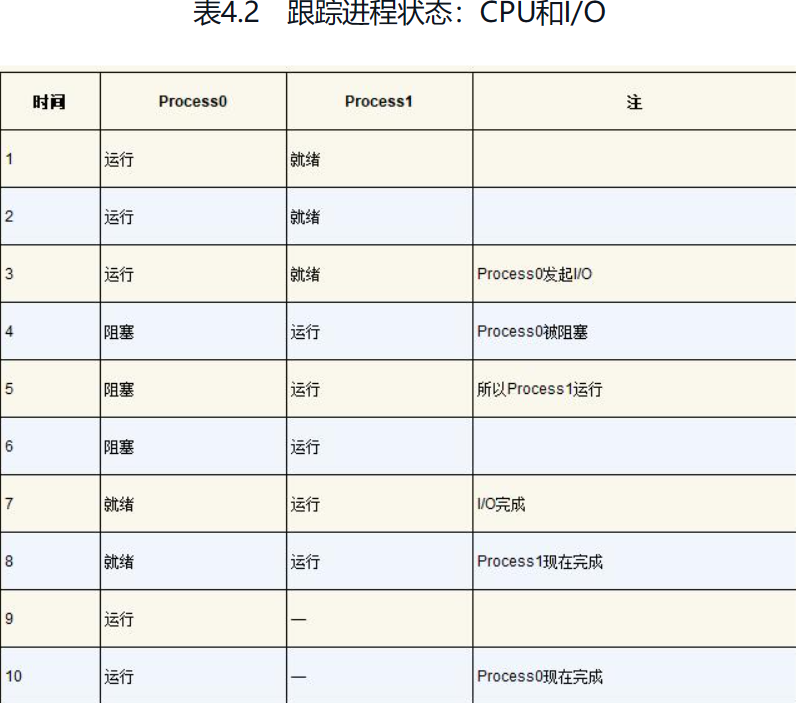 表4.2 跟踪进程状态：CPU和I/O
时间 Process0 Process1 注
1 运行 就绪
2 运行 就绪
3 运行 就绪 Process0发起I/O
4 阻塞 运行 Process0被阻塞
5 阻塞 运行 所以Process1运行
6 阻塞 运行
7 就绪 运行 I/O完成
8 就绪 运行 Process1现在完成
9 运行 —
10 运行 — Process0现在完成